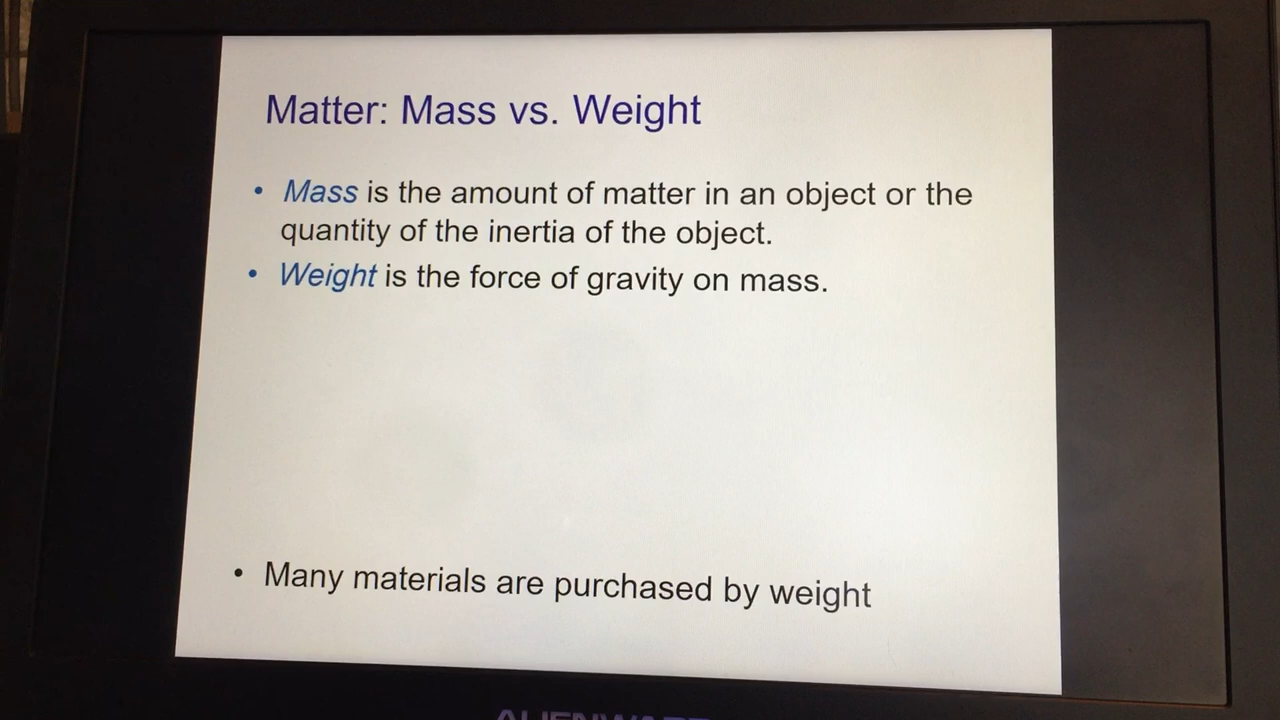 Matter: Mass vs. Weight
• Mass is the amount of matter in an object or the
quantity of the inertia of the object.
• Weight is the force of gravity on mass.
• Many materials are purchased by weight
ALIENWARE